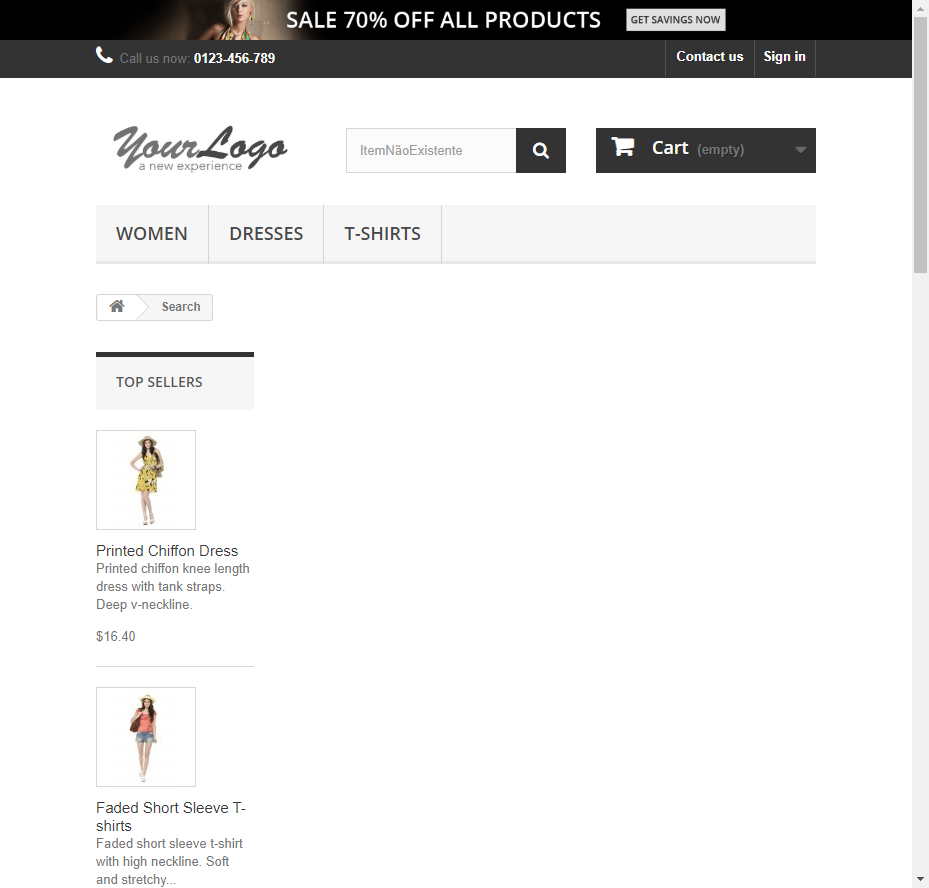 SALE 70% OFF ALL PRODUCTS GET SAVINGS NOW
Call us now: 0123-456-789 Contact us Sign in
YourLogo
a new experience
ItemNãoExistente
Cart (empty)
WOMEN DRESSES T-SHIRTS
Search
TOP SELLERS
Printed Chiffon Dress
Printed chiffon knee length
dress with tank straps.
Deep v-neckline.
$16.40
Faded Short Sleeve T-
shirts
Faded short sleeve t-shirt
with high neckline. Soft
and stretchy...